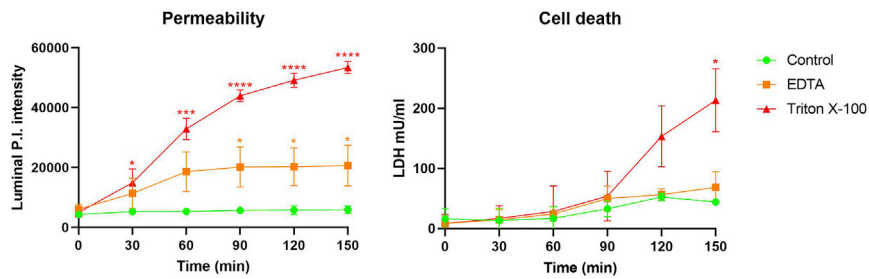 Permeability
Luminal P.I. intensity
60000
40000
20000
0
* *** **** **** ****
* * *
0 30 60 90 120 150
Time (min)
Cell death
LDH mU/ml
300
200
100
0
*
0 30 60 90 120 150
Time (min)
Control
EDTA
Triton X-100